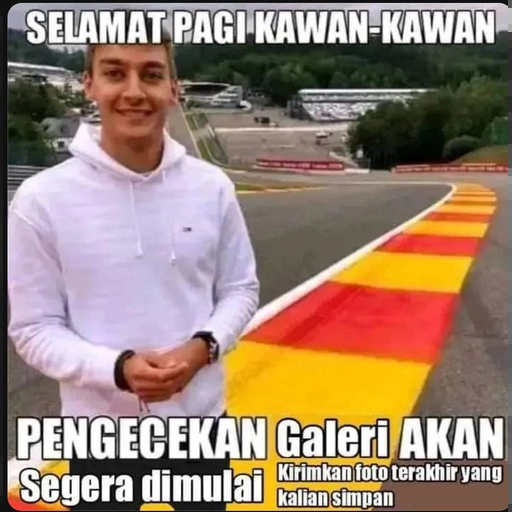 SELAMAT PAGI KAWAN-KAWAN
PENGECEKAN Galeri AKAN
Segera dimulai
Kirimkan foto terakhir yang
kalian simpan